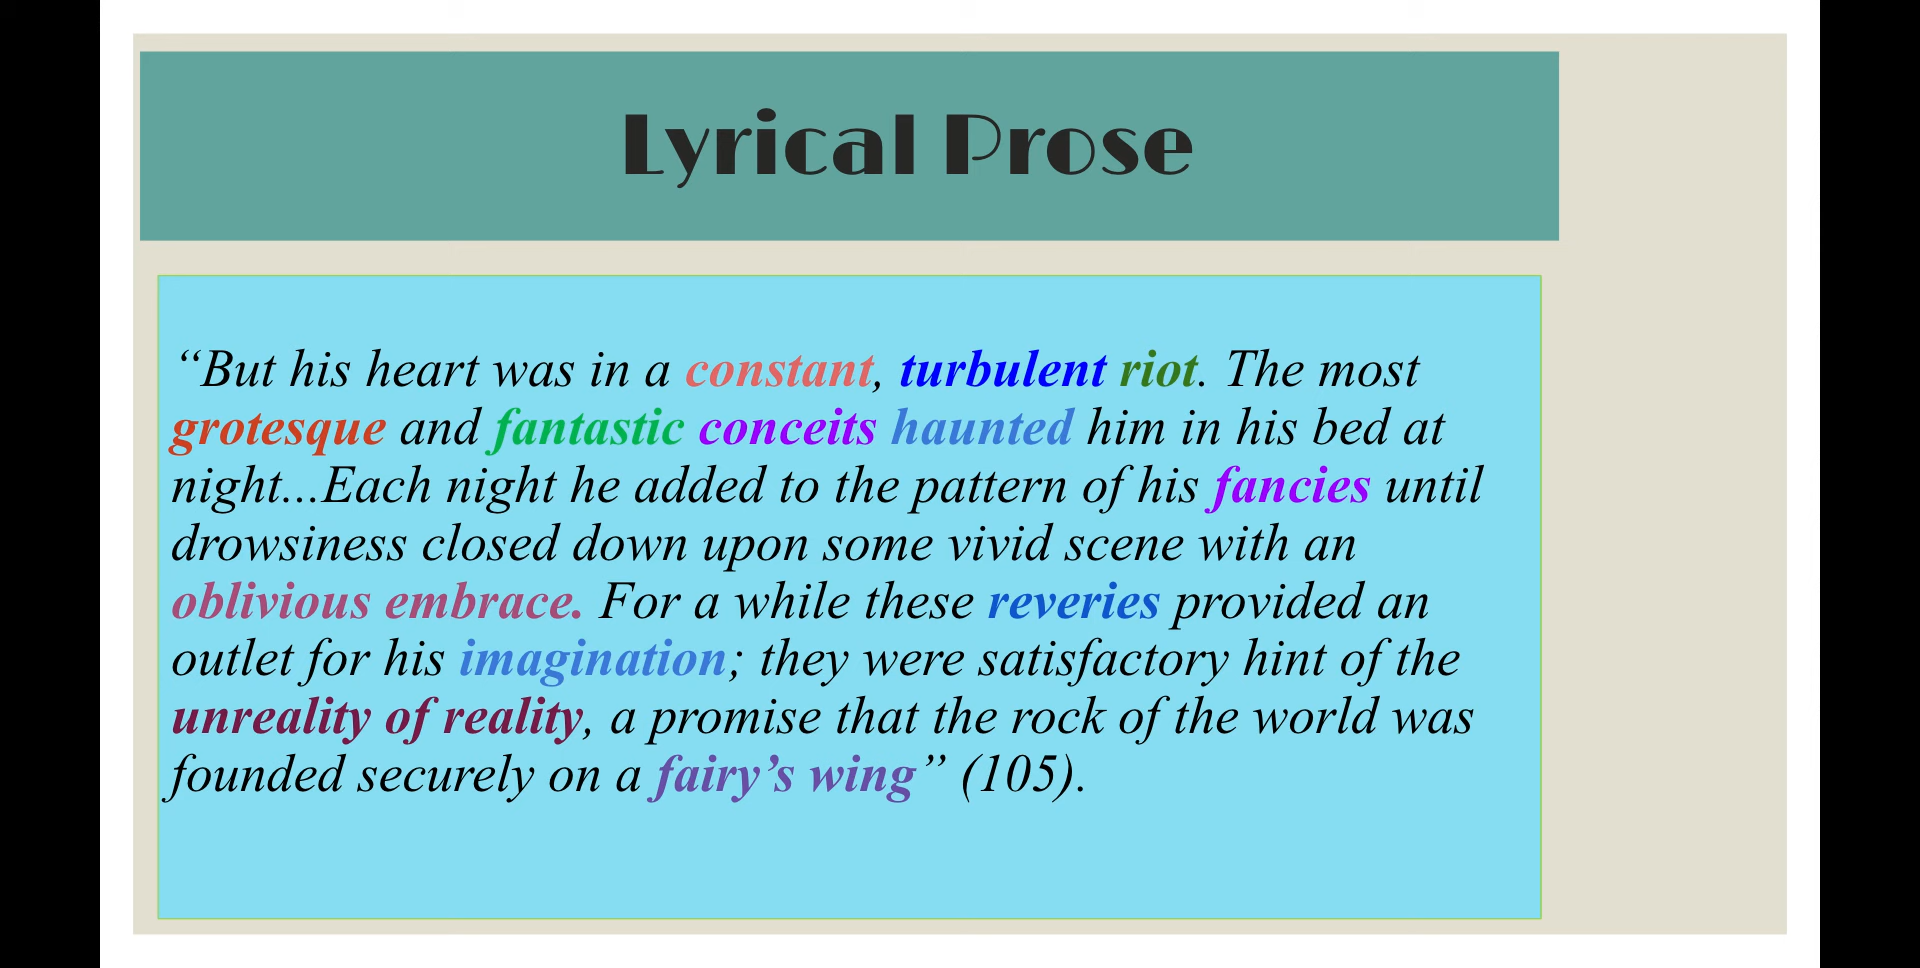 Lyrical Prose
“But his heart was in a constant, turbulent riot. The most
grotesque and fantastic conceits haunted him in his bed at
night...Each night he added to the pattern of his fancies until
drowsiness closed down upon some vivid scene with an
oblivious embrace. For a while these reveries provided an
outlet for his imagination; they were satisfactory hint of the
unreality of reality, a promise that the rock of the world was
founded securely on a fairy’s wing” (105).